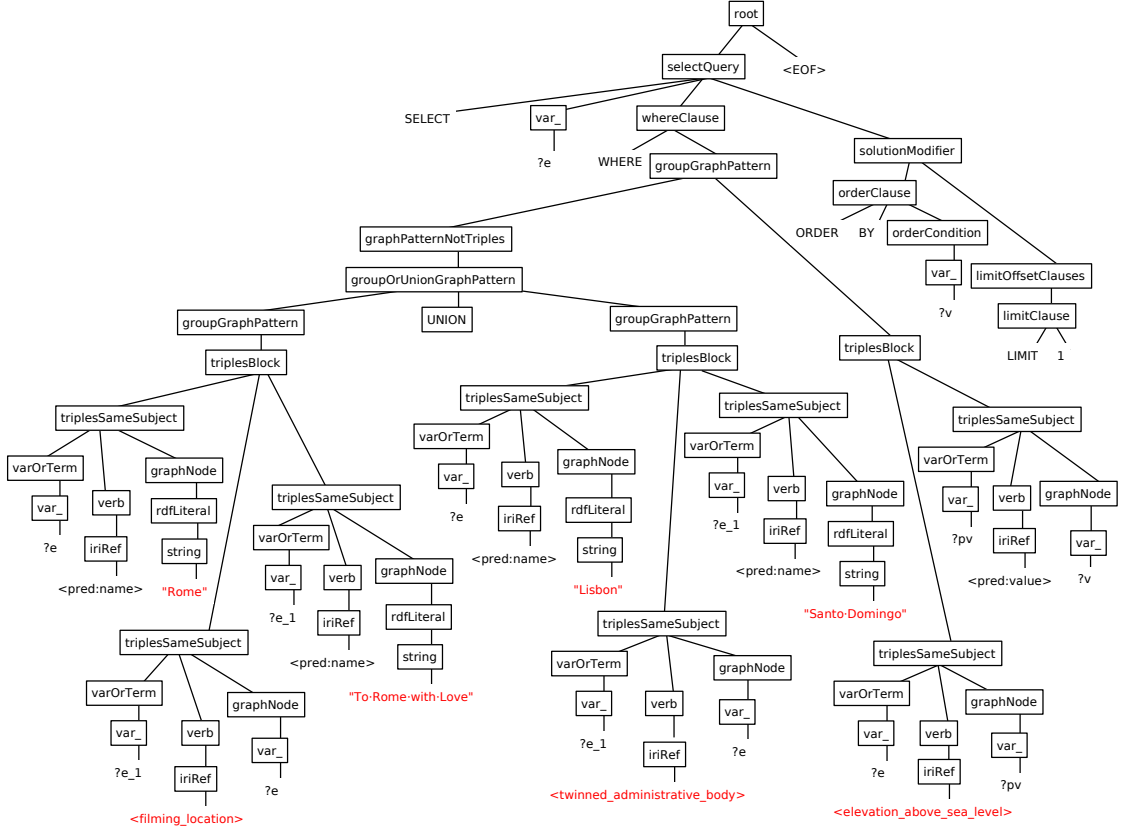 root
selectQuery <EOF>
SELECT var_ whereClause
?e WHERE groupGraphPattern solutionModifier
orderClause
ORDER BY orderCondition
graphPatternNotTriples var_ limitOffsetClauses
groupOrUnionGraphPattern ?v limitClause
groupGraphPattern UNION groupGraphPattern LIMIT 1
triplesBlock triplesBlock triplesBlock
triplesSameSubject triplesSameSubject triplesSameSubject triplesSameSubject
varOrTerm graphNode varOrTerm graphNode varOrTerm varOrTerm
var_ verb rdfLiteral triplesSameSubject var_ verb rdfLiteral var_ verb graphNode var_ verb graphNode
?e iriRef string varOrTerm ?e iriRef string ?e_1 iriRef rdfLiteral ?pv iriRef var_
<pred:name> "Rome" var_ verb graphNode <pred:name> "Lisbon" <pred:name> string <pred:value> ?v
?e_1 iriRef rdfLiteral "Santo·Domingo"
triplesSameSubject <pred:name> string triplesSameSubject triplesSameSubject
varOrTerm graphNode "To·Rome·with·Love" varOrTerm graphNode varOrTerm graphNode
var_ verb var_ var_ verb var_ var_ verb var_
?e_1 iriRef ?e ?e_1 iriRef ?e ?e iriRef ?pv
<filming_location> <twinned_administrative_body> <elevation_above_sea_level>